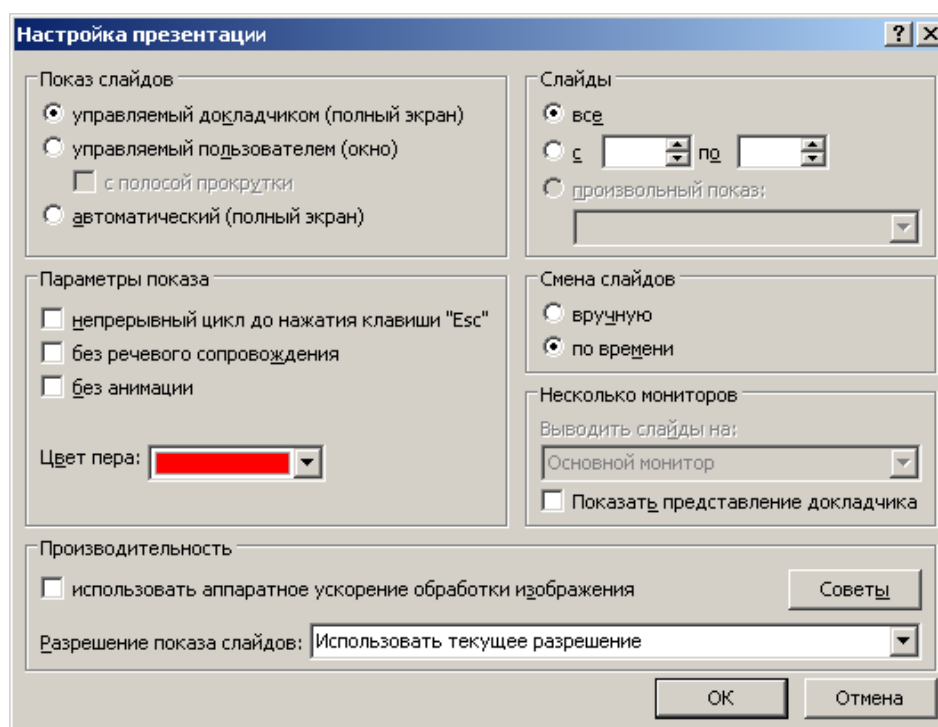 Настройка презентации
Показ слайдов
управляемый докладчиком (полный экран)
управляемый пользователем (окно)
с полосой прокрутки
автоматический (полный экран)
Слайды
все
с по
произвольный показ:
Параметры показа
непрерывный цикл до нажатия клавиши "Esc"
без речевого сопровождения
без анимации
Цвет пера:
Смена слайдов
вручную
по времени
Несколько мониторов
Выводить слайды на:
Основной монитор
Показать представление докладчика
Производительность
использовать аппаратное ускорение обработки изображения
Советы
Разрешение показа слайдов: Использовать текущее разрешение
ОК Отмена